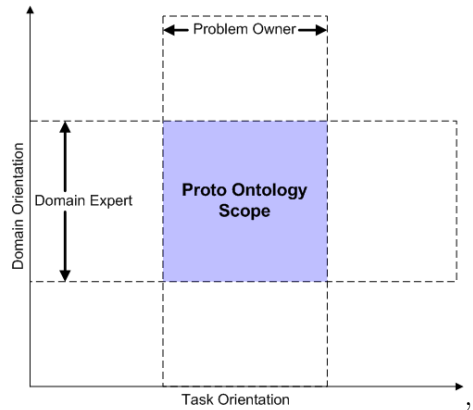 Problem Owner
Domain Orientation
Domain Expert
Proto Ontology
Scope
Task Orientation
,